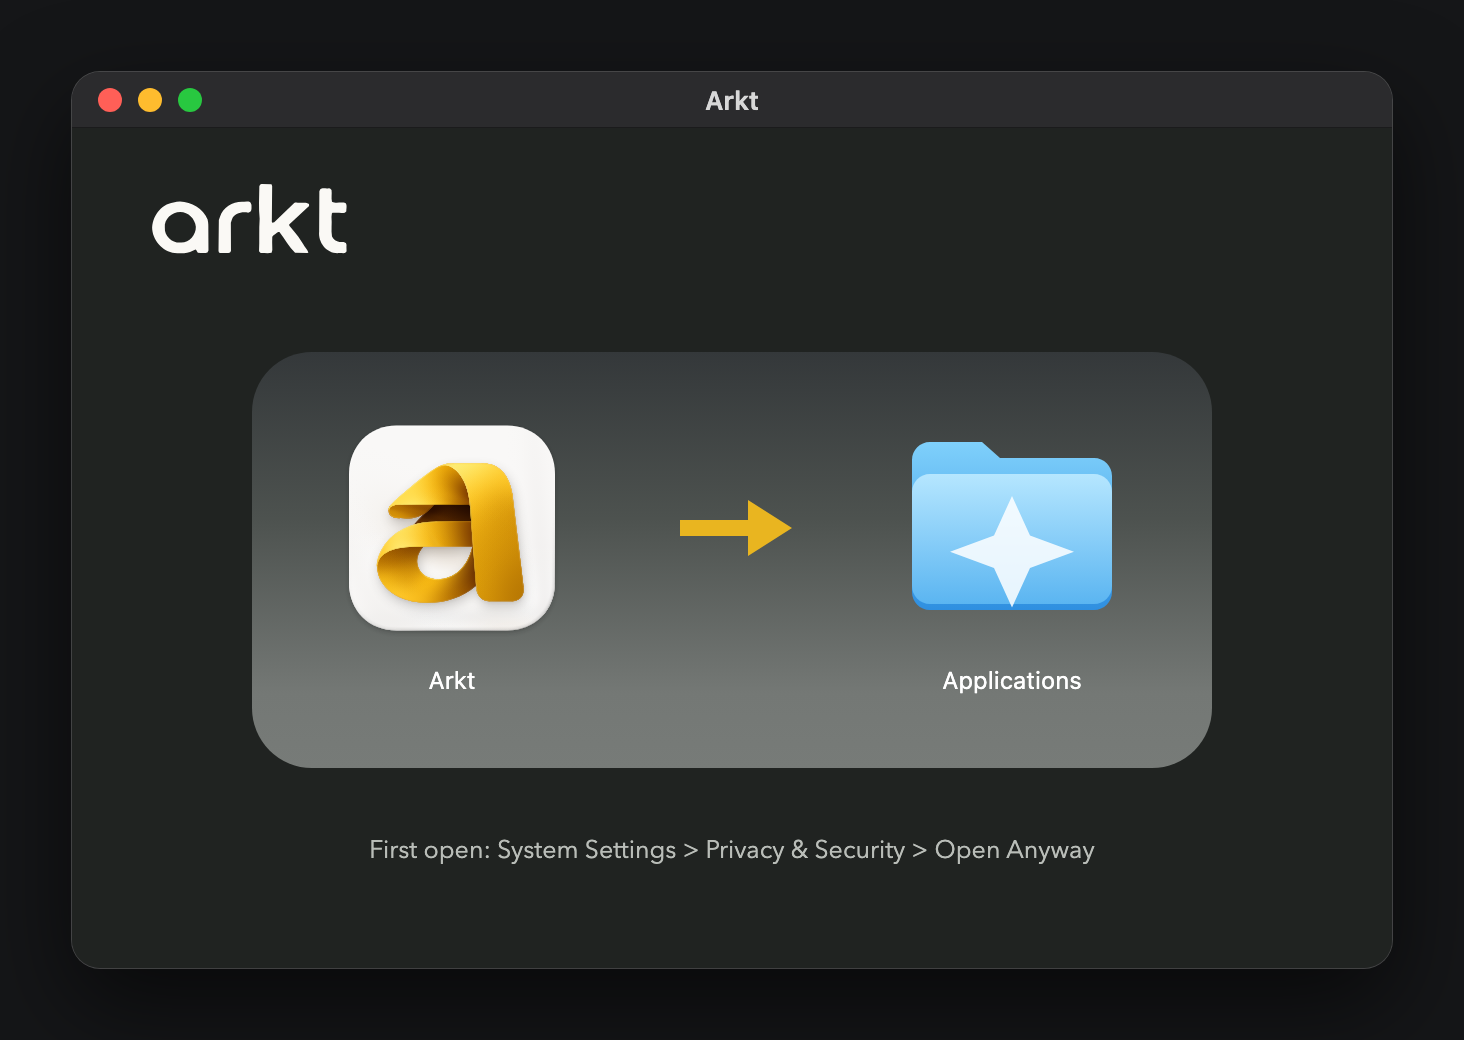 Arkt
arkt
Arkt
Applications
First open: System Settings > Privacy & Security > Open Anyway